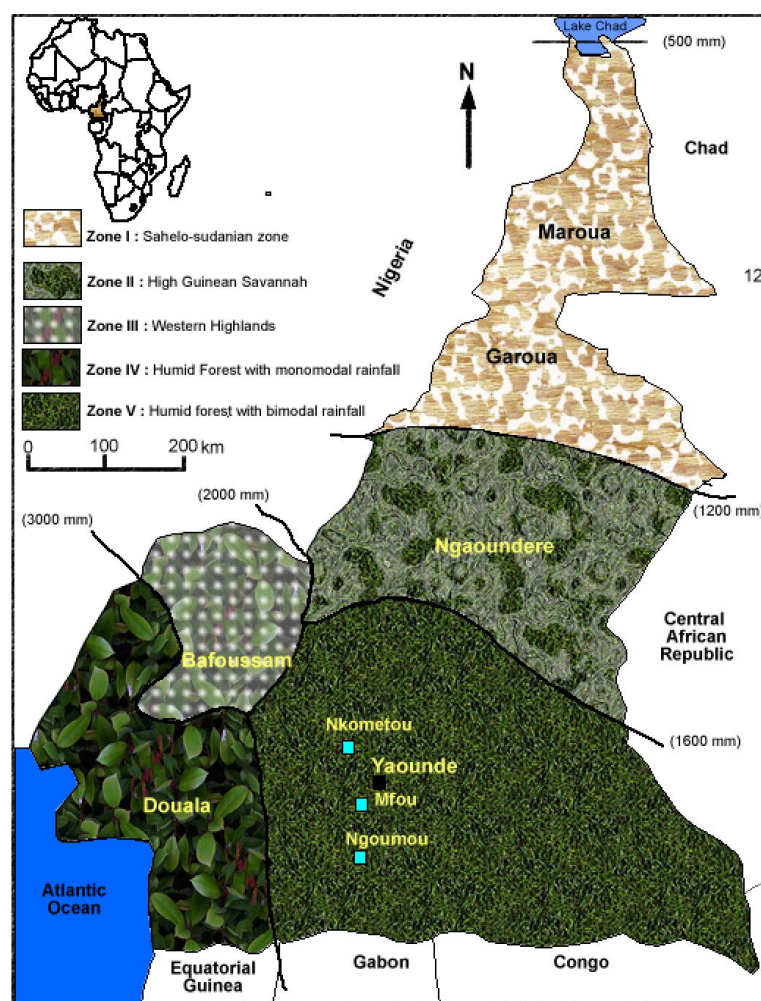 Lake Chad
(500 mm)
N
Chad
Zone I : Sahelo-sudanian zone
Maroua
Nigeria
12
Zone II : High Guinean Savannah
Zone III : Western Highlands
Garoua
Zone IV : Humid Forest with monomodal rainfall
Zone V : Humid forest with bimodal rainfall
0 100 200 km
(2000 mm)
(1200 mm)
(3000 mm)
Ngaoundere
Central
African
Republic
Bafoussam
Nkometou
(1600 mm)
Yaounde
Douala
Mfou
Ngoumou
Atlantic
Ocean
Equatorial
Guinea
Gabon
Congo